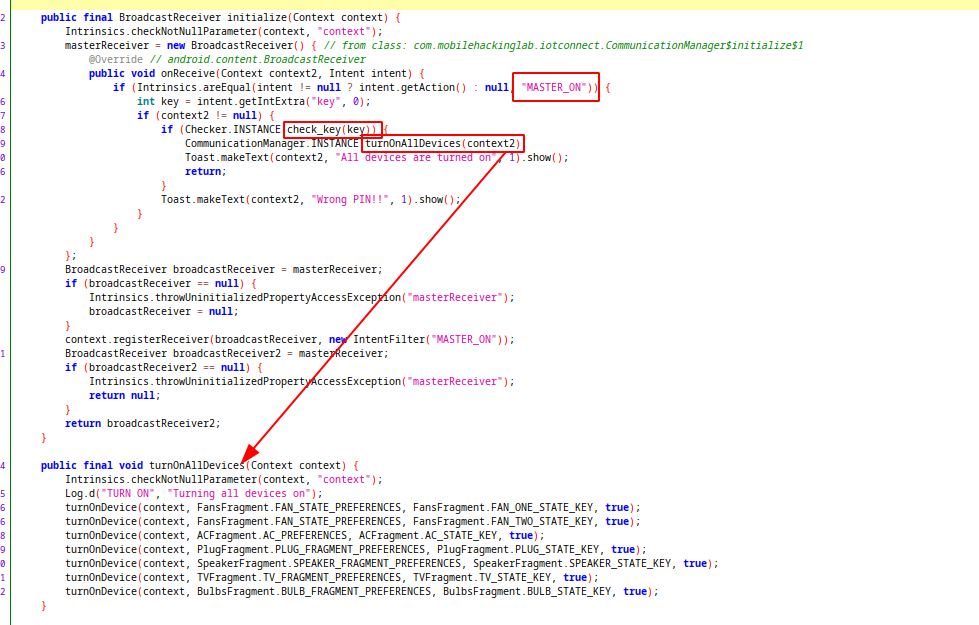 2 public final BroadcastReceiver initialize(Context context) {
Intrinsics.checkNotNullParameter(context, "context");
3 masterReceiver = new BroadcastReceiver() { // from class: com.mobilehackinglab.iotconnect.CommunicationManager$initialize$1
@Override // android.content.BroadcastReceiver
4 public void onReceive(Context context2, Intent intent) {
if (Intrinsics.areEqual(intent != null ? intent.getAction() : null, "MASTER_ON")) {
6 int key = intent.getIntExtra("key", 0);
7 if (context2 != null) {
8 if (Checker.INSTANCE.check_key(key)) {
9 CommunicationManager.INSTANCE.turnOnAllDevices(context2);
0 Toast.makeText(context2, "All devices are turned on", 1).show();
6 return;
}
2 Toast.makeText(context2, "Wrong PIN!!", 1).show();
}
}
}
};
9 BroadcastReceiver broadcastReceiver = masterReceiver;
if (broadcastReceiver == null) {
Intrinsics.throwUninitializedPropertyAccessException("masterReceiver");
broadcastReceiver = null;
}
context.registerReceiver(broadcastReceiver, new IntentFilter("MASTER_ON"));
1 BroadcastReceiver broadcastReceiver2 = masterReceiver;
if (broadcastReceiver2 == null) {
Intrinsics.throwUninitializedPropertyAccessException("masterReceiver");
return null;
}
return broadcastReceiver2;
}
4 public final void turnOnAllDevices(Context context) {
Intrinsics.checkNotNullParameter(context, "context");
5 Log.d("TURN ON", "Turning all devices on");
6 turnOnDevice(context, FansFragment.FAN_STATE_PREFERENCES, FansFragment.FAN_ONE_STATE_KEY, true);
6 turnOnDevice(context, FansFragment.FAN_STATE_PREFERENCES, FansFragment.FAN_TWO_STATE_KEY, true);
8 turnOnDevice(context, ACFragment.AC_PREFERENCES, ACFragment.AC_STATE_KEY, true);
9 turnOnDevice(context, PlugFragment.PLUG_FRAGMENT_PREFERENCES, PlugFragment.PLUG_STATE_KEY, true);
0 turnOnDevice(context, SpeakerFragment.SPEAKER_FRAGMENT_PREFERENCES, SpeakerFragment.SPEAKER_STATE_KEY, true);
1 turnOnDevice(context, TVFragment.TV_FRAGMENT_PREFERENCES, TVFragment.TV_STATE_KEY, true);
2 turnOnDevice(context, BulbsFragment.BULB_FRAGMENT_PREFERENCES, BulbsFragment.BULB_STATE_KEY, true);
}